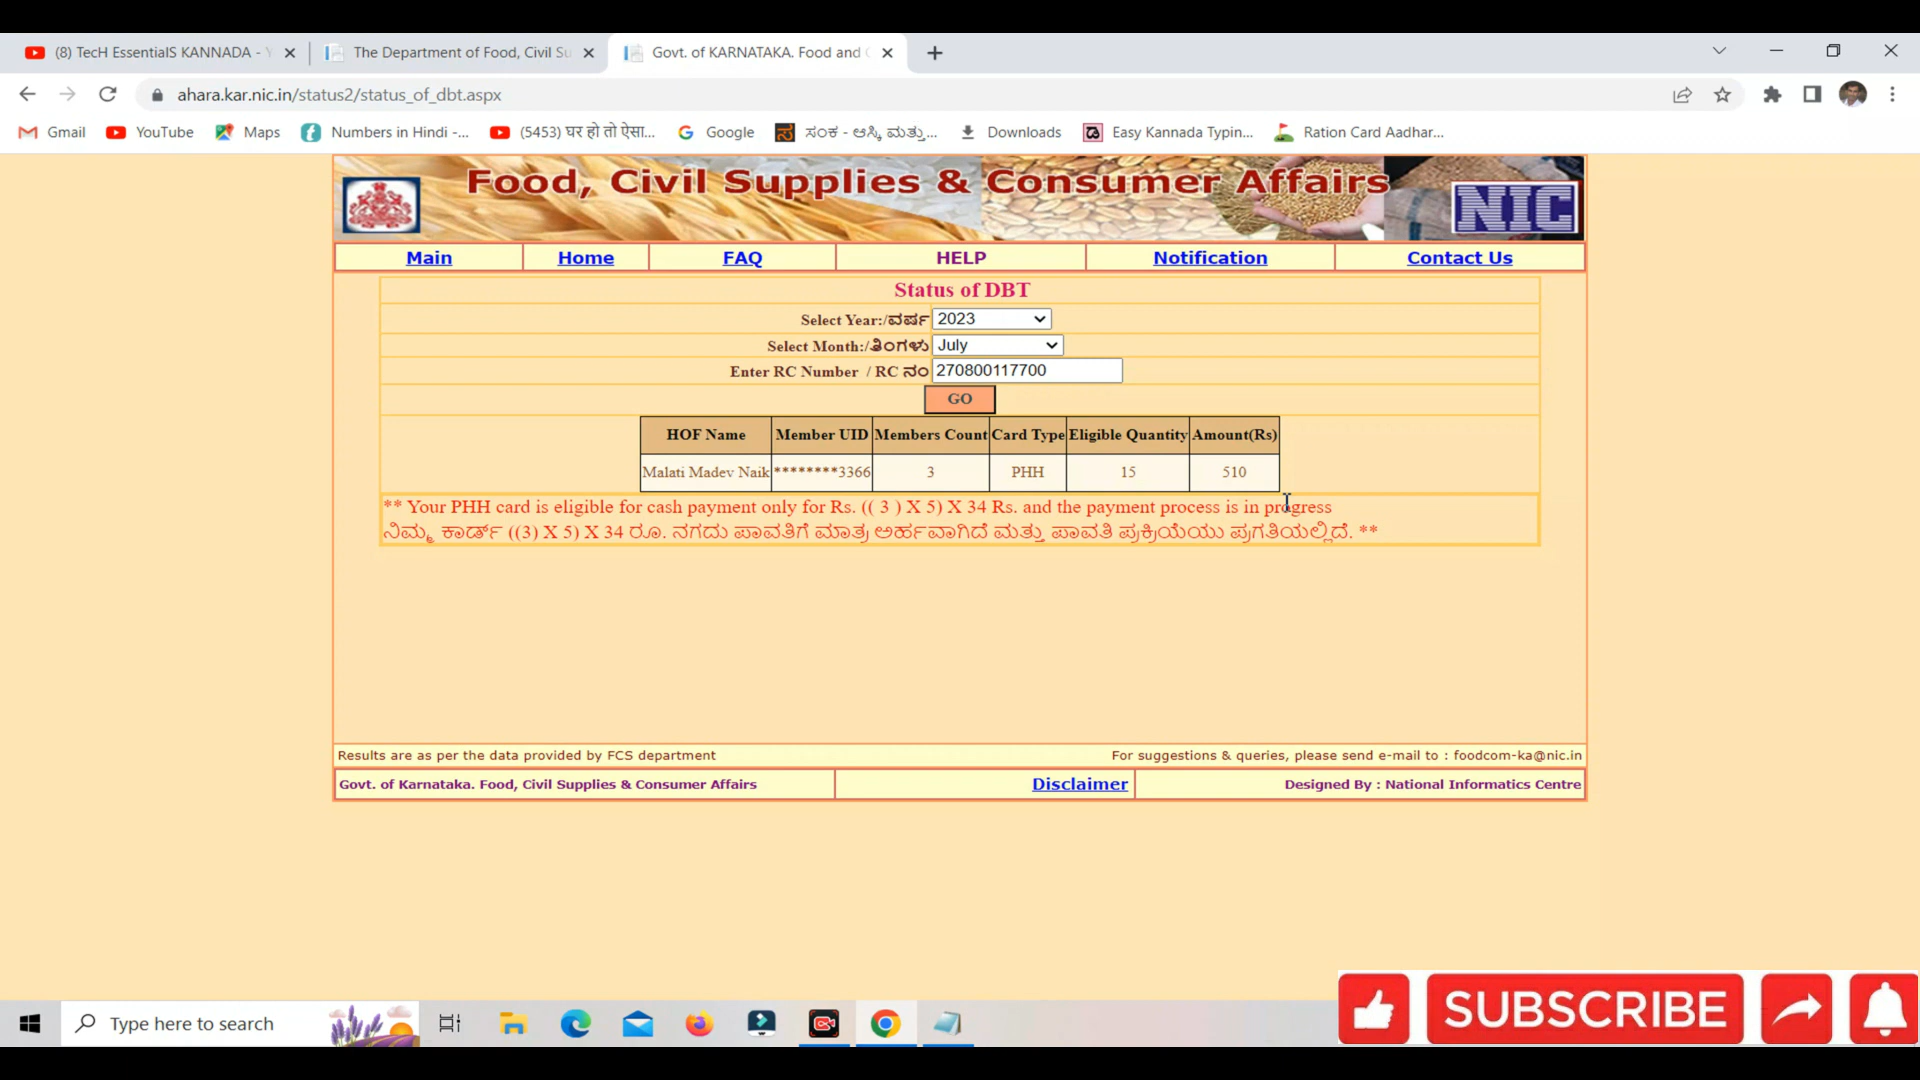 (8) TecH EssentialS KANNADA - Y
The Department of Food, Civil Su
Govt. of KARNATAKA. Food and C
ahara.kar.nic.in/status2/status_of_dbt.aspx
Gmail YouTube Maps Numbers in Hindi -... (5453) घर हो तो ऐसा... Google ಸಂಕ - ಆಸ್ಕಿ ಮತ್ತು... Downloads Easy Kannada Typin... Ration Card Aadhar...
Food, Civil Supplies & Consumer Affairs
NIC
Main Home FAQ HELP Notification Contact Us
Status of DBT
Select Year:/ವರ್ಷ 2023
Select Month:/ತಿಂಗಳು July
Enter RC Number / RC ನಂ 270800117700
GO
HOF Name Member UID Members Count Card Type Eligible Quantity Amount(Rs)
Malati Madev Naik ********3366 3 PHH 15 510
** Your PHH card is eligible for cash payment only for Rs. (( 3 ) X 5) X 34 Rs. and the payment process is in progress
ನಿಮ್ಮ ಕಾರ್ಡ್ ((3) X 5) X 34 ರೂ. ನಗದು ಪಾವತಿಗೆ ಮಾತ್ರ ಅರ್ಹವಾಗಿದೆ ಮತ್ತು ಪಾವತಿ ಪ್ರಕ್ರಿಯೆಯು ಪ್ರಗತಿಯಲ್ಲಿದೆ. **
Results are as per the data provided by FCS department For suggestions & queries, please send e-mail to : foodcom-ka@nic.in
Govt. of Karnataka. Food, Civil Supplies & Consumer Affairs Disclaimer Designed By : National Informatics Centre
Type here to search
SUBSCRIBE